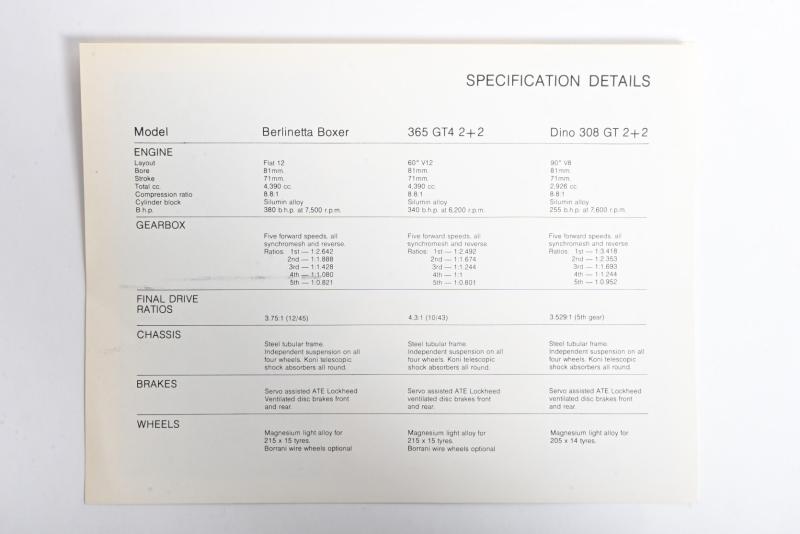 SPECIFICATION DETAILS
Model Berlinetta Boxer 365 GT4 2+2 Dino 308 GT 2+2
ENGINE
Layout Flat 12 60° V12 90° V8
Bore 81mm. 81mm. 81mm.
Stroke 71mm. 71mm. 71mm.
Total cc. 4,390 cc. 4,390 cc. 2,926 cc.
Compression ratio 8.8:1 8.8:1 8.8:1
Cylinder block Silumin alloy Silumin alloy Silumin alloy
B.h.p. 380 b.h.p. at 7,500 r.p.m. 340 b.h.p. at 6,200 r.p.m. 255 b.h.p. at 7,600 r.p.m.
GEARBOX
Five forward speeds, all Five forward speeds, all Five forward speeds, all
synchromesh and reverse. synchromesh and reverse. synchromesh and reverse.
Ratios: 1st — 1:2.642 Ratios: 1st — 1:2.492 Ratios: 1st — 1:3.418
2nd — 1:1.888 2nd — 1:1.674 2nd — 1:2.353
3rd — 1:1.428 3rd — 1:1.244 3rd — 1:1.693
4th — 1:1.080 4th — 1:1 4th — 1:1.244
5th — 1:0.821 5th — 1:0.801 5th — 1:0.952
FINAL DRIVE
RATIOS
3.75:1 (12/45) 4.3:1 (10/43) 3.529:1 (5th gear)
CHASSIS
Steel tubular frame. Steel tubular frame. Steel tubular frame.
Independent suspension on all Independent suspension on all Independent suspension on all
four wheels. Koni telescopic four wheels. Koni telescopic four wheels. Koni telescopic
shock absorbers all round. shock absorbers all round. shock absorbers all round.
BRAKES
Servo assisted ATE Lockheed Servo assisted ATE Lockheed Servo assisted ATE Lockheed
Ventilated disc brakes front Ventilated disc brakes front Ventilated disc brakes front
and rear. and rear. and rear.
WHEELS
Magnesium light alloy for Magnesium light alloy for Magnesium light alloy for
215 x 15 tyres. 215 x 15 tyres. 205 x 14 tyres.
Borrani wire wheels optional Borrani wire wheels optional